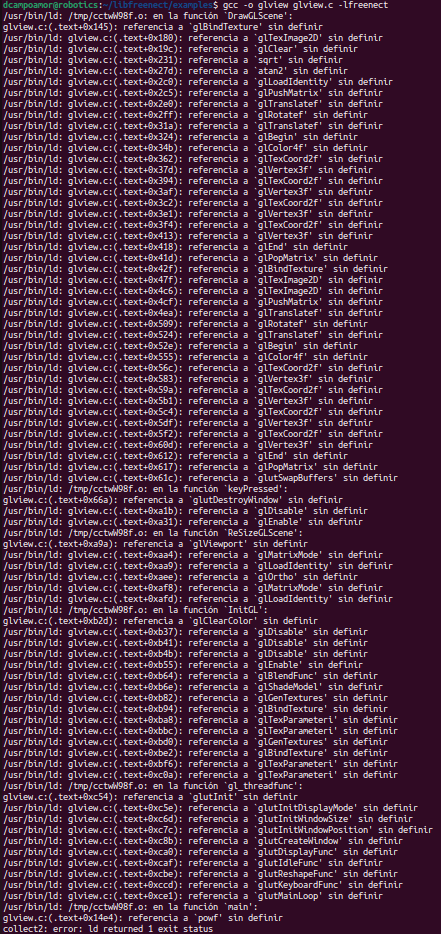 dcampoamor@robotics:~/libfreenect/examples$ gcc -o glview glview.c -lfreenect
/usr/bin/ld: /tmp/cctwW98f.o: en la función `DrawGLScene':
glview.c:(.text+0x145): referencia a `glBindTexture' sin definir
/usr/bin/ld: glview.c:(.text+0x180): referencia a `glTexImage2D' sin definir
/usr/bin/ld: glview.c:(.text+0x19c): referencia a `glClear' sin definir
/usr/bin/ld: glview.c:(.text+0x231): referencia a `sqrt' sin definir
/usr/bin/ld: glview.c:(.text+0x27d): referencia a `atan2' sin definir
/usr/bin/ld: glview.c:(.text+0x2c0): referencia a `glLoadIdentity' sin definir
/usr/bin/ld: glview.c:(.text+0x2c5): referencia a `glPushMatrix' sin definir
/usr/bin/ld: glview.c:(.text+0x2e0): referencia a `glTranslatef' sin definir
/usr/bin/ld: glview.c:(.text+0x2ff): referencia a `glRotatef' sin definir
/usr/bin/ld: glview.c:(.text+0x31a): referencia a `glTranslatef' sin definir
/usr/bin/ld: glview.c:(.text+0x324): referencia a `glBegin' sin definir
/usr/bin/ld: glview.c:(.text+0x34b): referencia a `glColor4f' sin definir
/usr/bin/ld: glview.c:(.text+0x362): referencia a `glTexCoord2f' sin definir
/usr/bin/ld: glview.c:(.text+0x37d): referencia a `glVertex3f' sin definir
/usr/bin/ld: glview.c:(.text+0x394): referencia a `glTexCoord2f' sin definir
/usr/bin/ld: glview.c:(.text+0x3af): referencia a `glVertex3f' sin definir
/usr/bin/ld: glview.c:(.text+0x3c2): referencia a `glTexCoord2f' sin definir
/usr/bin/ld: glview.c:(.text+0x3e1): referencia a `glVertex3f' sin definir
/usr/bin/ld: glview.c:(.text+0x3f4): referencia a `glTexCoord2f' sin definir
/usr/bin/ld: glview.c:(.text+0x413): referencia a `glVertex3f' sin definir
/usr/bin/ld: glview.c:(.text+0x418): referencia a `glEnd' sin definir
/usr/bin/ld: glview.c:(.text+0x41d): referencia a `glPopMatrix' sin definir
/usr/bin/ld: glview.c:(.text+0x42f): referencia a `glBindTexture' sin definir
/usr/bin/ld: glview.c:(.text+0x47f): referencia a `glTexImage2D' sin definir
/usr/bin/ld: glview.c:(.text+0x4c6): referencia a `glTexImage2D' sin definir
/usr/bin/ld: glview.c:(.text+0x4cf): referencia a `glPushMatrix' sin definir
/usr/bin/ld: glview.c:(.text+0x4ea): referencia a `glTranslatef' sin definir
/usr/bin/ld: glview.c:(.text+0x509): referencia a `glRotatef' sin definir
/usr/bin/ld: glview.c:(.text+0x524): referencia a `glTranslatef' sin definir
/usr/bin/ld: glview.c:(.text+0x52e): referencia a `glBegin' sin definir
/usr/bin/ld: glview.c:(.text+0x555): referencia a `glColor4f' sin definir
/usr/bin/ld: glview.c:(.text+0x56c): referencia a `glTexCoord2f' sin definir
/usr/bin/ld: glview.c:(.text+0x583): referencia a `glVertex3f' sin definir
/usr/bin/ld: glview.c:(.text+0x59a): referencia a `glTexCoord2f' sin definir
/usr/bin/ld: glview.c:(.text+0x5b1): referencia a `glVertex3f' sin definir
/usr/bin/ld: glview.c:(.text+0x5c4): referencia a `glTexCoord2f' sin definir
/usr/bin/ld: glview.c:(.text+0x5df): referencia a `glVertex3f' sin definir
/usr/bin/ld: glview.c:(.text+0x5f2): referencia a `glTexCoord2f' sin definir
/usr/bin/ld: glview.c:(.text+0x60d): referencia a `glVertex3f' sin definir
/usr/bin/ld: glview.c:(.text+0x612): referencia a `glEnd' sin definir
/usr/bin/ld: glview.c:(.text+0x617): referencia a `glPopMatrix' sin definir
/usr/bin/ld: glview.c:(.text+0x61c): referencia a `glutSwapBuffers' sin definir
/usr/bin/ld: /tmp/cctwW98f.o: en la función `keyPressed':
glview.c:(.text+0x66a): referencia a `glutDestroyWindow' sin definir
/usr/bin/ld: glview.c:(.text+0xa1b): referencia a `glDisable' sin definir
/usr/bin/ld: glview.c:(.text+0xa31): referencia a `glEnable' sin definir
/usr/bin/ld: /tmp/cctwW98f.o: en la función `ReSizeGLScene':
glview.c:(.text+0xa9a): referencia a `glViewport' sin definir
/usr/bin/ld: glview.c:(.text+0xaa4): referencia a `glMatrixMode' sin definir
/usr/bin/ld: glview.c:(.text+0xaa9): referencia a `glLoadIdentity' sin definir
/usr/bin/ld: glview.c:(.text+0xaee): referencia a `glOrtho' sin definir
/usr/bin/ld: glview.c:(.text+0xaf8): referencia a `glMatrixMode' sin definir
/usr/bin/ld: glview.c:(.text+0xafd): referencia a `glLoadIdentity' sin definir
/usr/bin/ld: /tmp/cctwW98f.o: en la función `InitGL':
glview.c:(.text+0xb2d): referencia a `glClearColor' sin definir
/usr/bin/ld: glview.c:(.text+0xb37): referencia a `glDisable' sin definir
/usr/bin/ld: glview.c:(.text+0xb41): referencia a `glDisable' sin definir
/usr/bin/ld: glview.c:(.text+0xb4b): referencia a `glDisable' sin definir
/usr/bin/ld: glview.c:(.text+0xb55): referencia a `glEnable' sin definir
/usr/bin/ld: glview.c:(.text+0xb64): referencia a `glBlendFunc' sin definir
/usr/bin/ld: glview.c:(.text+0xb6e): referencia a `glShadeModel' sin definir
/usr/bin/ld: glview.c:(.text+0xb82): referencia a `glGenTextures' sin definir
/usr/bin/ld: glview.c:(.text+0xb94): referencia a `glBindTexture' sin definir
/usr/bin/ld: glview.c:(.text+0xba8): referencia a `glTexParameteri' sin definir
/usr/bin/ld: glview.c:(.text+0xbbc): referencia a `glTexParameteri' sin definir
/usr/bin/ld: glview.c:(.text+0xbd0): referencia a `glGenTextures' sin definir
/usr/bin/ld: glview.c:(.text+0xbe2): referencia a `glBindTexture' sin definir
/usr/bin/ld: glview.c:(.text+0xbf6): referencia a `glTexParameteri' sin definir
/usr/bin/ld: glview.c:(.text+0xc0a): referencia a `glTexParameteri' sin definir
/usr/bin/ld: /tmp/cctwW98f.o: en la función `gl_threadfunc':
glview.c:(.text+0xc54): referencia a `glutInit' sin definir
/usr/bin/ld: glview.c:(.text+0xc5e): referencia a `glutInitDisplayMode' sin definir
/usr/bin/ld: glview.c:(.text+0xc6d): referencia a `glutInitWindowSize' sin definir
/usr/bin/ld: glview.c:(.text+0xc7c): referencia a `glutInitWindowPosition' sin definir
/usr/bin/ld: glview.c:(.text+0xc8b): referencia a `glutCreateWindow' sin definir
/usr/bin/ld: glview.c:(.text+0xca0): referencia a `glutDisplayFunc' sin definir
/usr/bin/ld: glview.c:(.text+0xcaf): referencia a `glutIdleFunc' sin definir
/usr/bin/ld: glview.c:(.text+0xcbe): referencia a `glutReshapeFunc' sin definir
/usr/bin/ld: glview.c:(.text+0xccd): referencia a `glutKeyboardFunc' sin definir
/usr/bin/ld: glview.c:(.text+0xce1): referencia a `glutMainLoop' sin definir
/usr/bin/ld: /tmp/cctwW98f.o: en la función `main':
glview.c:(.text+0x14e4): referencia a `powf' sin definir
collect2: error: ld returned 1 exit status